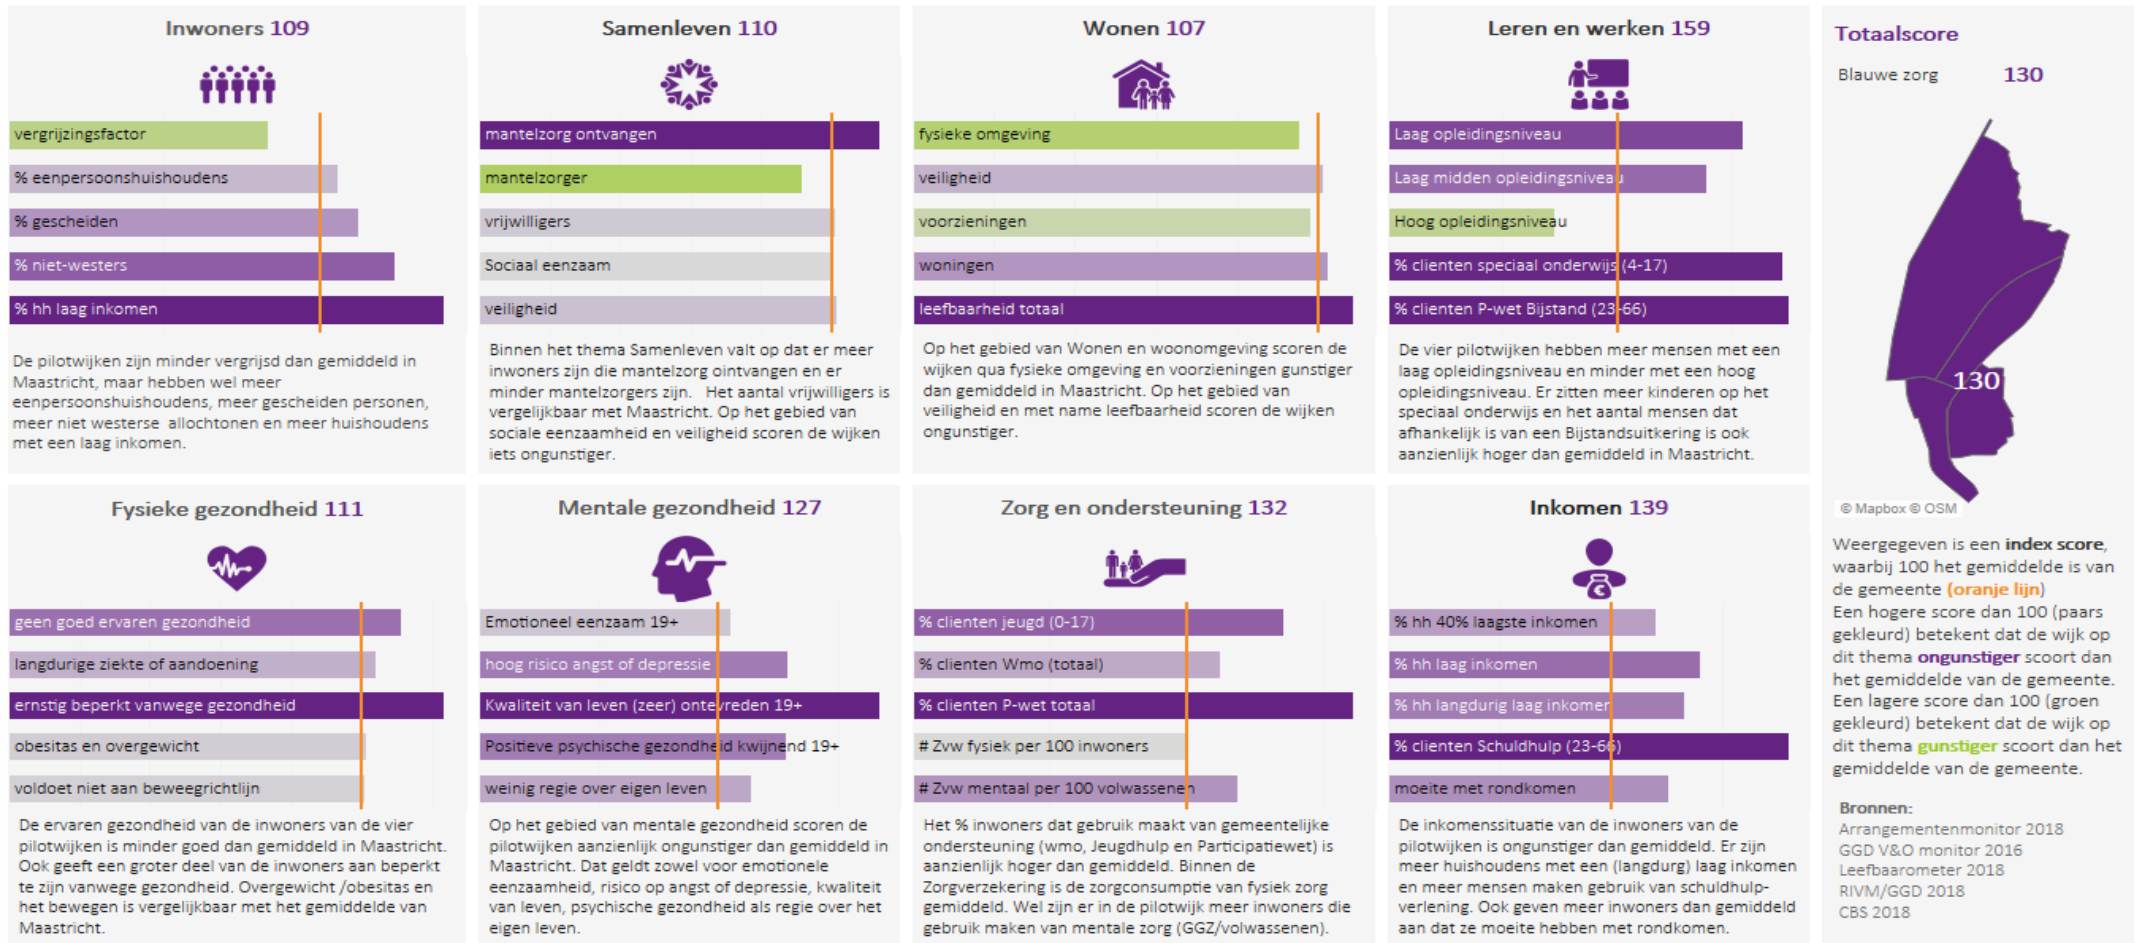 Inwoners 109
vergrijzingsfactor
% eenpersoonshuishoudens
% gescheiden
% niet-westers
% hh laag inkomen
De pilotwijken zijn minder vergrijsd dan gemiddeld in
Maastricht, maar hebben wel meer
eenpersoonshuishoudens, meer gescheiden personen,
meer niet westerse allochtonen en meer huishoudens
met een laag inkomen.
Samenleven 110
mantelzorg ontvangen
mantelzorger
vrijwilligers
Sociaal eenzaam
veiligheid
Binnen het thema Samenleven valt op dat er meer
inwoners zijn die mantelzorg ointvangen en er
minder mantelzorgers zijn. Het aantal vrijwilligers is
vergelijkbaar met Maastricht. Op het gebied van
sociale eenzaamheid en veiligheid scoren de wijken
iets ongunstiger.
Wonen 107
fysieke omgeving
veiligheid
voorzieningen
woningen
leefbaarheid totaal
Op het gebied van Wonen en woonomgeving scoren de
wijken qua fysieke omgeving en voorzieningen gunstiger
dan gemiddeld in Maastricht. Op het gebied van
veiligheid en met name leefbaarheid scoren de wijken
ongunstiger.
Leren en werken 159
Laag opleidingsniveau
Laag midden opleidingsniveau
Hoog opleidingsniveau
% clienten speciaal onderwijs (4-17)
% clienten P-wet Bijstand (23-66)
De vier pilotwijken hebben meer mensen met een
laag opleidingsniveau en minder met een hoog
opleidingsniveau. Er zitten meer kinderen op het
speciaal onderwijs en het aantal mensen dat
afhankelijk is van een Bijstandsuitkering is ook
aanzienlijk hoger dan gemiddeld in Maastricht.
Fysieke gezondheid 111
geen goed ervaren gezondheid
langdurige ziekte of aandoening
ernstig beperkt vanwege gezondheid
obesitas en overgewicht
voldoet niet aan beweegrichtlijn
De ervaren gezondheid van de inwoners van de vier
pilotwijken is minder goed dan gemiddeld in Maastricht.
Ook geeft een groter deel van de inwoners aan beperkt
te zijn vanwege gezondheid. Overgewicht /obesitas en
het bewegen is vergelijkbaar met het gemiddelde van
Maastricht.
Mentale gezondheid 127
Emotioneel eenzaam 19+
hoog risico angst of depressie
Kwaliteit van leven (zeer) ontevreden 19+
Positieve psychische gezondheid kwijnend 19+
weinig regie over eigen leven
Op het gebied van mentale gezondheid scoren de
pilotwijken aanzienlijk ongunstiger dan gemiddeld in
Maastricht. Dat geldt zowel voor emotionele
eenzaamheid, risico op angst of depressie, kwaliteit
van leven, psychische gezondheid als regie over het
eigen leven.
Zorg en ondersteuning 132
% clienten jeugd (0-17)
% clienten Wmo (totaal)
% clienten P-wet totaal
# Zvw fysiek per 100 inwoners
# Zvw mentaal per 100 volwassenen
Het % inwoners dat gebruik maakt van gemeentelijke
ondersteuning (wmo, Jeugdhulp en Participatiewet) is
aanzienlijk hoger dan gemiddeld. Binnen de
Zorgverzekering is de zorgconsumptie van fysiek zorg
gemiddeld. Wel zijn er in de pilotwijk meer inwoners die
gebruik maken van mentale zorg (GGZ/volwassenen).
Inkomen 139
% hh 40% laagste inkomen
% hh laag inkomen
% hh langdurig laag inkomen
% clienten Schuldhulp (23-66)
moeite met rondkomen
De inkomenssituatie van de inwoners van de
pilotwijken is ongunstiger dan gemiddeld. Er zijn
meer huishoudens met een (langdurg) laag inkomen
en meer mensen maken gebruik van schuldhulp-
verlening. Ook geven meer inwoners dan gemiddeld
aan dat ze moeite hebben met rondkomen.
Totaalscore
Blauwe zorg 130
130
© Mapbox © OSM
Weergegeven is een index score,
waarbij 100 het gemiddelde is van
de gemeente (oranje lijn)
Een hogere score dan 100 (paars
gekleurd) betekent dat de wijk op
dit thema ongunstiger scoort dan
het gemiddelde van de gemeente.
Een lagere score dan 100 (groen
gekleurd) betekent dat de wijk op
dit thema gunstiger scoort dan het
gemiddelde van de gemeente.
Bronnen:
Arrangementenmonitor 2018
GGD V&O monitor 2016
Leefbaarometer 2018
RIVM/GGD 2018
CBS 2018